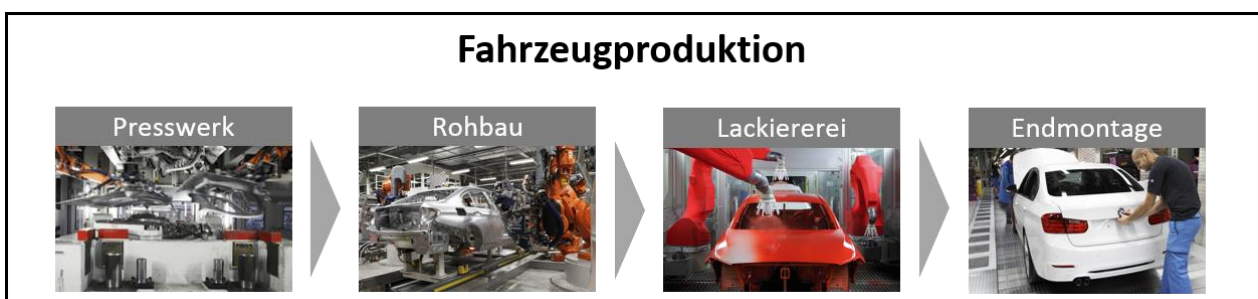 Fahrzeugproduktion
Presswerk
Rohbau
Lackiererei
Endmontage